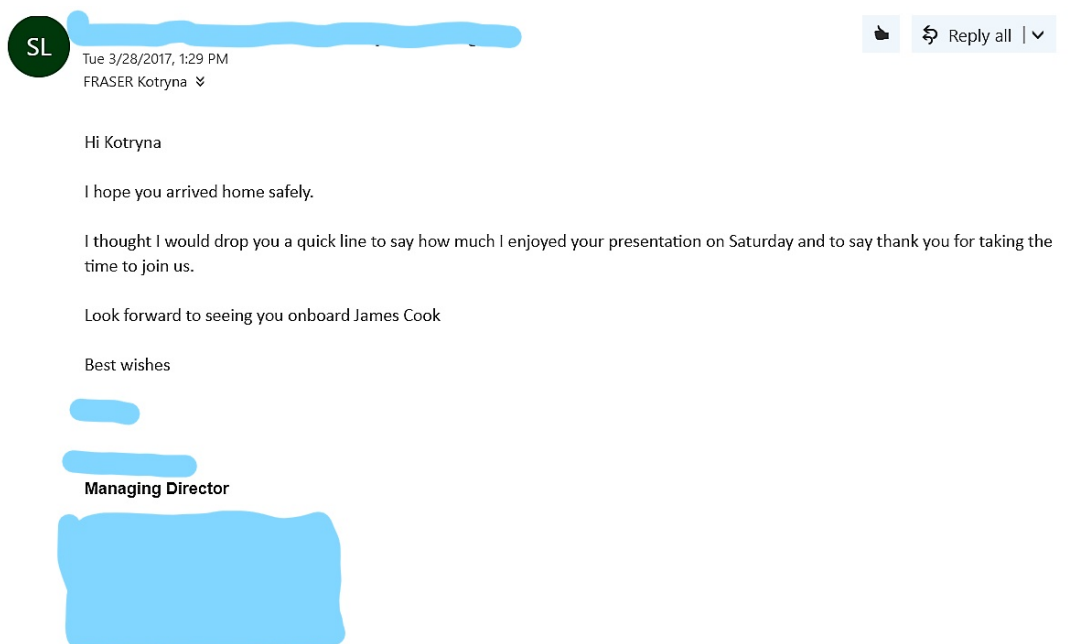 SL
Reply all
Tue 3/28/2017, 1:29 PM
FRASER Kotryna
Hi Kotryna
I hope you arrived home safely.
I thought I would drop you a quick line to say how much I enjoyed your presentation on Saturday and to say thank you for taking the
time to join us.
Look forward to seeing you onboard James Cook
Best wishes
Managing Director